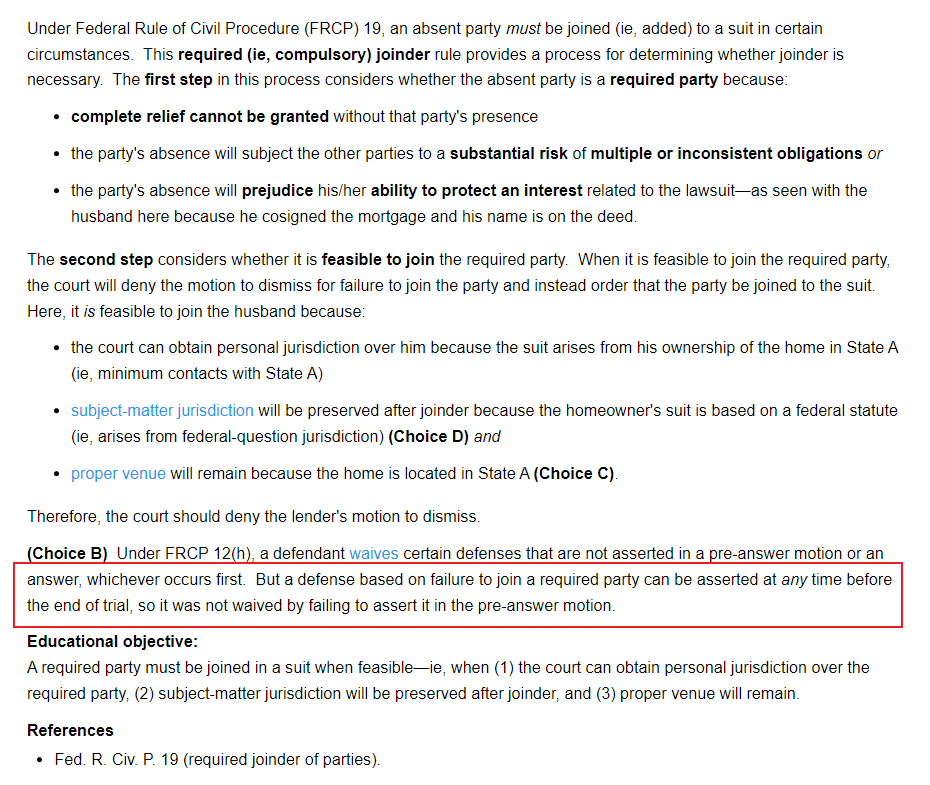 Under Federal Rule of Civil Procedure (FRCP) 19, an absent party must be joined (ie, added) to a suit in certain
circumstances. This required (ie, compulsory) joinder rule provides a process for determining whether joinder is
necessary. The first step in this process considers whether the absent party is a required party because:
• complete relief cannot be granted without that party's presence
• the party's absence will subject the other parties to a substantial risk of multiple or inconsistent obligations or
• the party's absence will prejudice his/her ability to protect an interest related to the lawsuit—as seen with the
husband here because he cosigned the mortgage and his name is on the deed.
The second step considers whether it is feasible to join the required party. When it is feasible to join the required party,
the court will deny the motion to dismiss for failure to join the party and instead order that the party be joined to the suit.
Here, it is feasible to join the husband because:
• the court can obtain personal jurisdiction over him because the suit arises from his ownership of the home in State A
(ie, minimum contacts with State A)
• subject-matter jurisdiction will be preserved after joinder because the homeowner's suit is based on a federal statute
(ie, arises from federal-question jurisdiction) (Choice D) and
• proper venue will remain because the home is located in State A (Choice C).
Therefore, the court should deny the lender's motion to dismiss.
(Choice B) Under FRCP 12(h), a defendant waives certain defenses that are not asserted in a pre-answer motion or an
answer, whichever occurs first. But a defense based on failure to join a required party can be asserted at any time before
the end of trial, so it was not waived by failing to assert it in the pre-answer motion.
Educational objective:
A required party must be joined in a suit when feasible—ie, when (1) the court can obtain personal jurisdiction over the
required party, (2) subject-matter jurisdiction will be preserved after joinder, and (3) proper venue will remain.
References
• Fed. R. Civ. P. 19 (required joinder of parties).